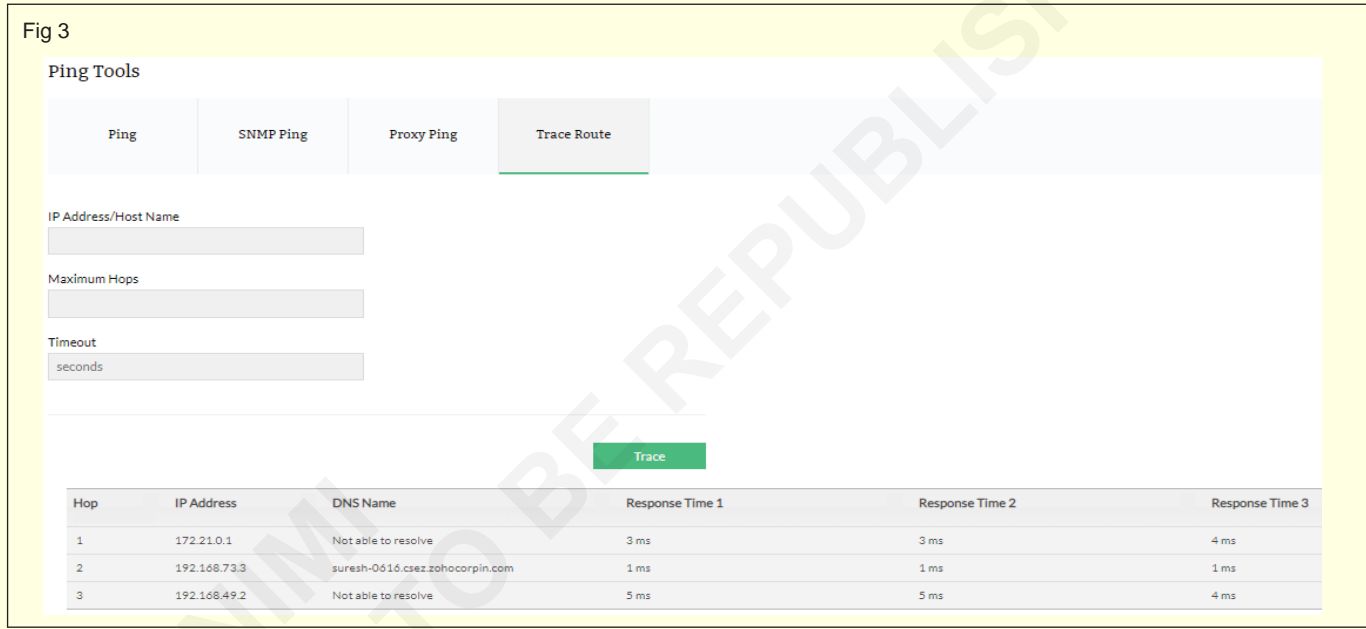 Fig 3
Ping Tools
Ping SNMP Ping Proxy Ping Trace Route
IP Address/Host Name
Maximum Hops
Timeout
seconds
Trace
Hop IP Address DNS Name Response Time 1 Response Time 2 Response Time 3
1 172.21.0.1 Not able to resolve 3 ms 3 ms 4 ms
2 192.168.73.3 suresh-0616.csez.zohocorpin.com 1 ms 1 ms 1 ms
3 192.168.49.2 Not able to resolve 5 ms 5 ms 4 ms
TO BE